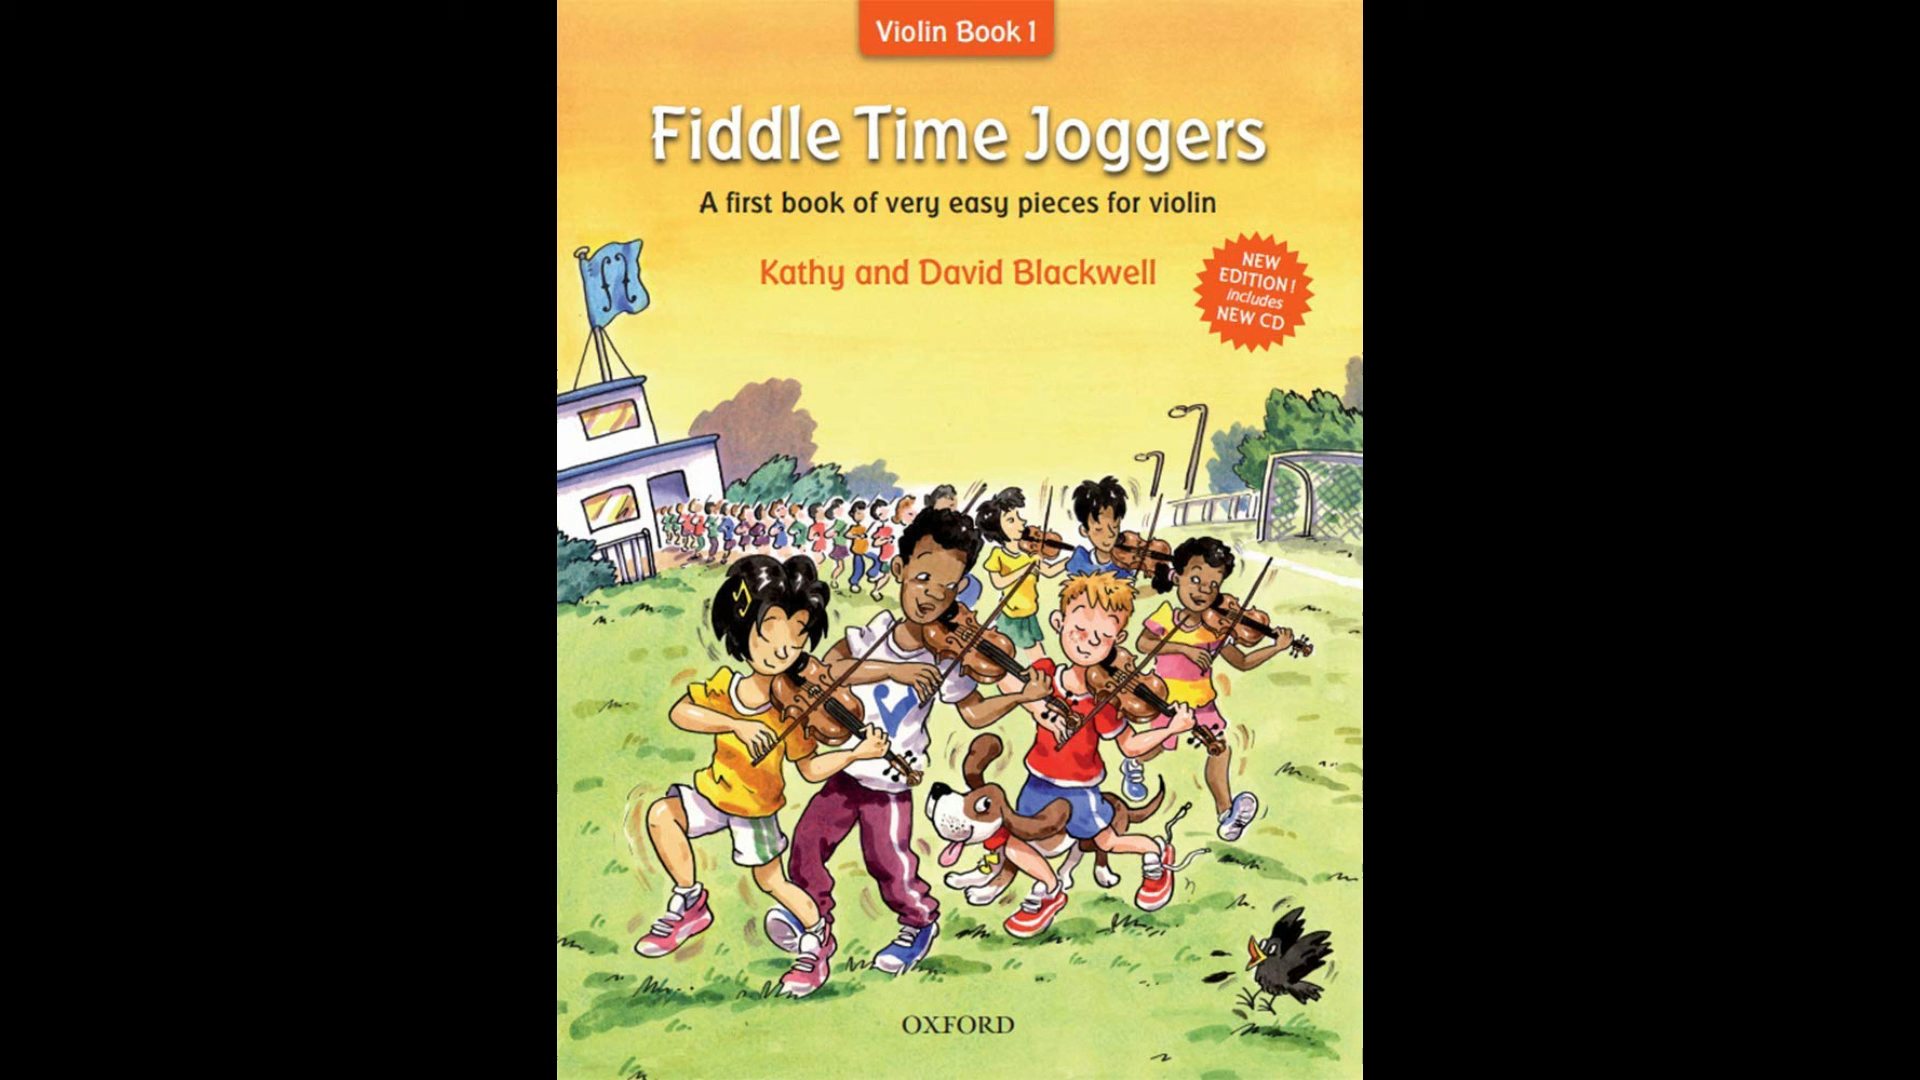 Violin Book 1
Fiddle Time Joggers
A first book of very easy pieces for violin
Kathy and David Blackwell
NEW
EDITION!
includes
NEW CD
OXFORD